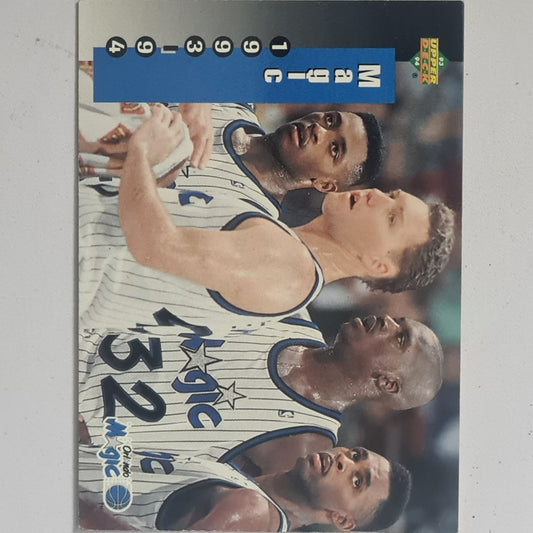 93
UPPER
DECK
94
®
Magic
1993-94
Magic
32
Orlando
Magic